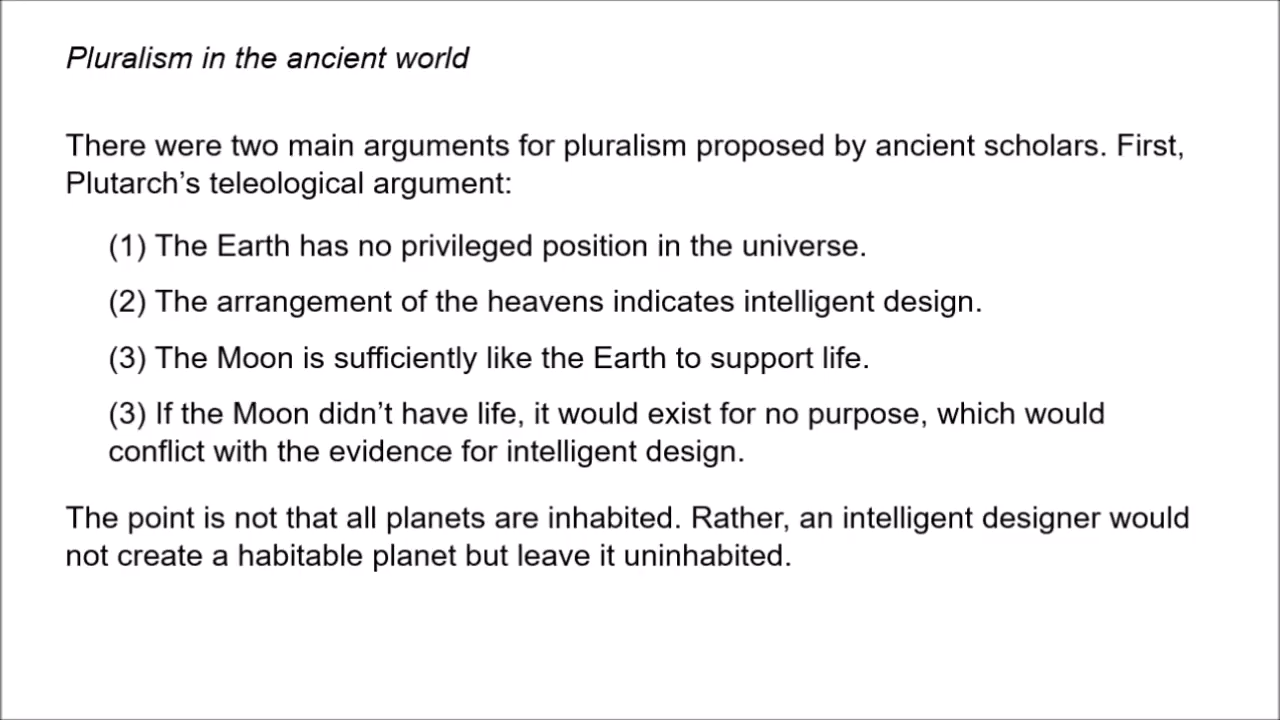 Pluralism in the ancient world
There were two main arguments for pluralism proposed by ancient scholars. First,
Plutarch’s teleological argument:
(1) The Earth has no privileged position in the universe.
(2) The arrangement of the heavens indicates intelligent design.
(3) The Moon is sufficiently like the Earth to support life.
(3) If the Moon didn’t have life, it would exist for no purpose, which would
conflict with the evidence for intelligent design.
The point is not that all planets are inhabited. Rather, an intelligent designer would
not create a habitable planet but leave it uninhabited.